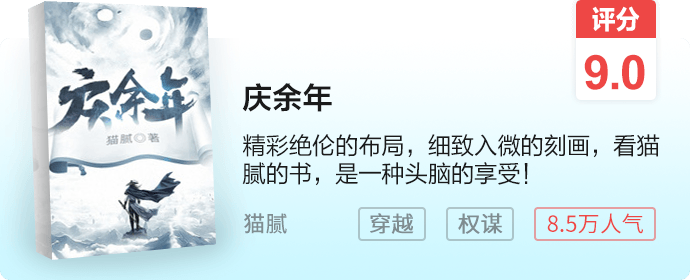 庆余年
猫腻 著
评分
9.0
庆余年
精彩绝伦的布局，细致入微的刻画，看猫
腻的书，是一种头脑的享受！
猫腻
穿越
权谋
8.5万人气